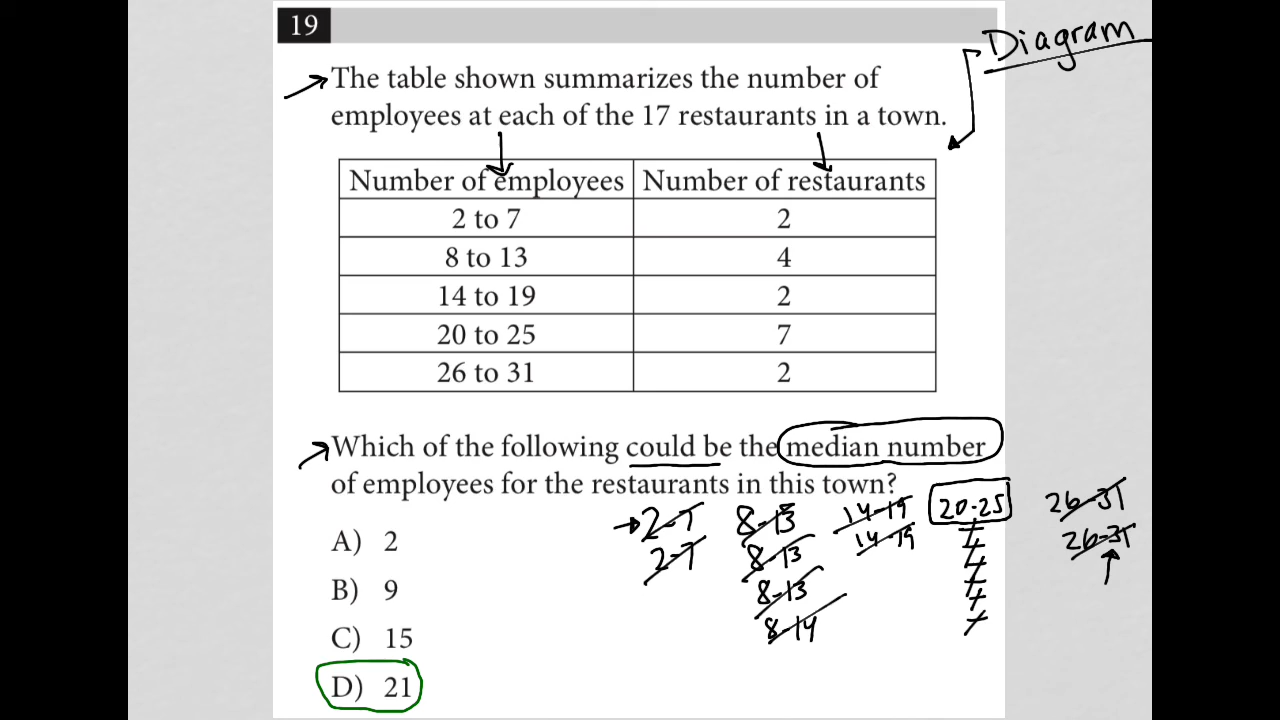 19
Diagram
The table shown summarizes the number of
employees at each of the 17 restaurants in a town.
Number of employees Number of restaurants
2 to 7 2
8 to 13 4
14 to 19 2
20 to 25 7
26 to 31 2
Which of the following could be the median number
of employees for the restaurants in this town?
2-7 8-13 14-19 20-25 26-31
2-7 8-13 14-19 26-31
8-13
8-14
A) 2
B) 9
C) 15
D) 21